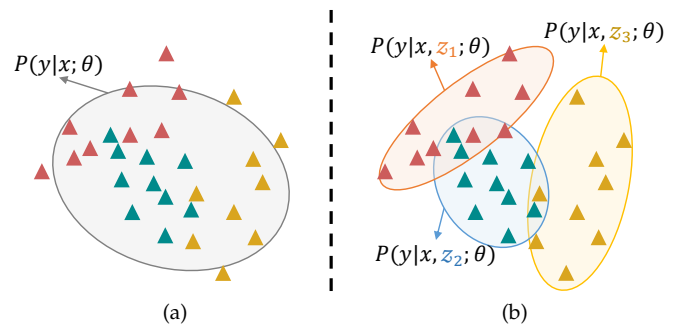 P(y|x; θ)
(a)
P(y|x, z₁; θ)
P(y|x, z₃; θ)
P(y|x, z₂; θ)
(b)